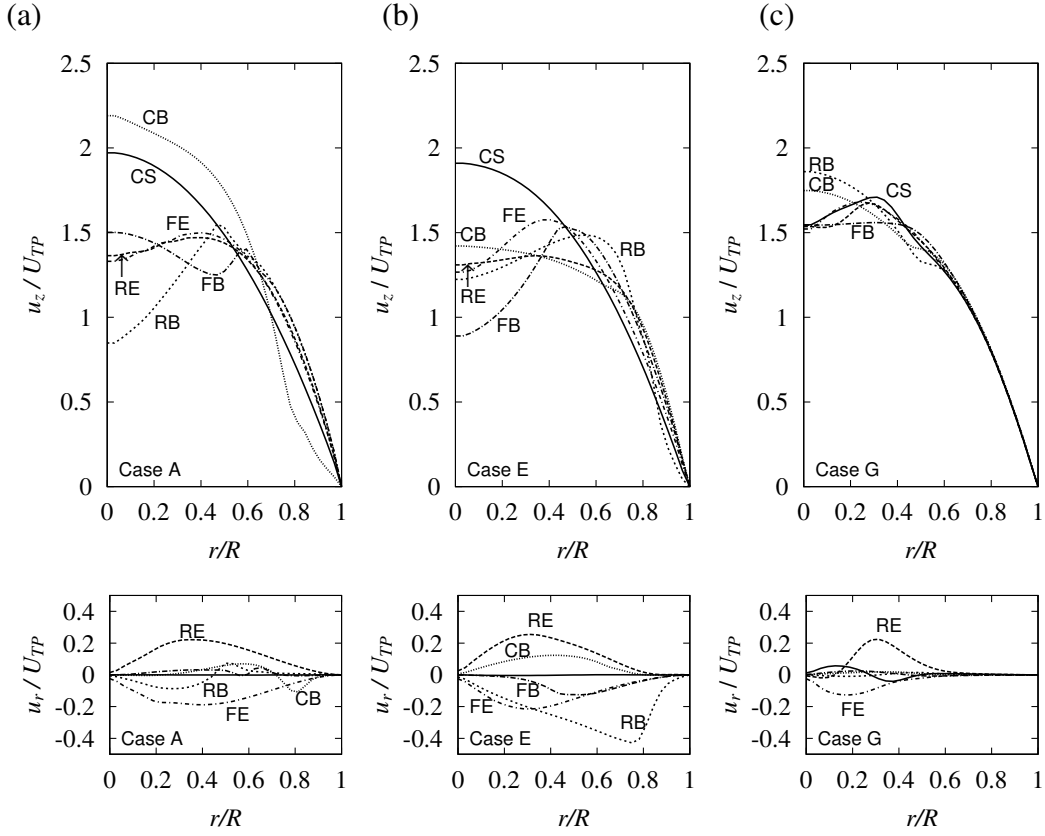 (a)
(b)
(c)
2.5
2
1.5
1
0.5
0
u_z / U_TP
CB
CS
FE
RE
FB
RB
Case A
0 0.2 0.4 0.6 0.8 1
r/R
2.5
2
1.5
1
0.5
0
u_z / U_TP
CS
FE
CB
RB
RE
FB
Case E
0 0.2 0.4 0.6 0.8 1
r/R
2.5
2
1.5
1
0.5
0
u_z / U_TP
RB
CB
CS
FB
Case G
0 0.2 0.4 0.6 0.8 1
r/R
0.4
0.2
0
-0.2
-0.4
u_r / U_TP
RE
RB
CB
FE
Case A
0 0.2 0.4 0.6 0.8 1
r/R
0.4
0.2
0
-0.2
-0.4
u_r / U_TP
RE
CB
FB
FE
RB
Case E
0 0.2 0.4 0.6 0.8 1
r/R
0.4
0.2
0
-0.2
-0.4
u_r / U_TP
RE
FE
Case G
0 0.2 0.4 0.6 0.8 1
r/R